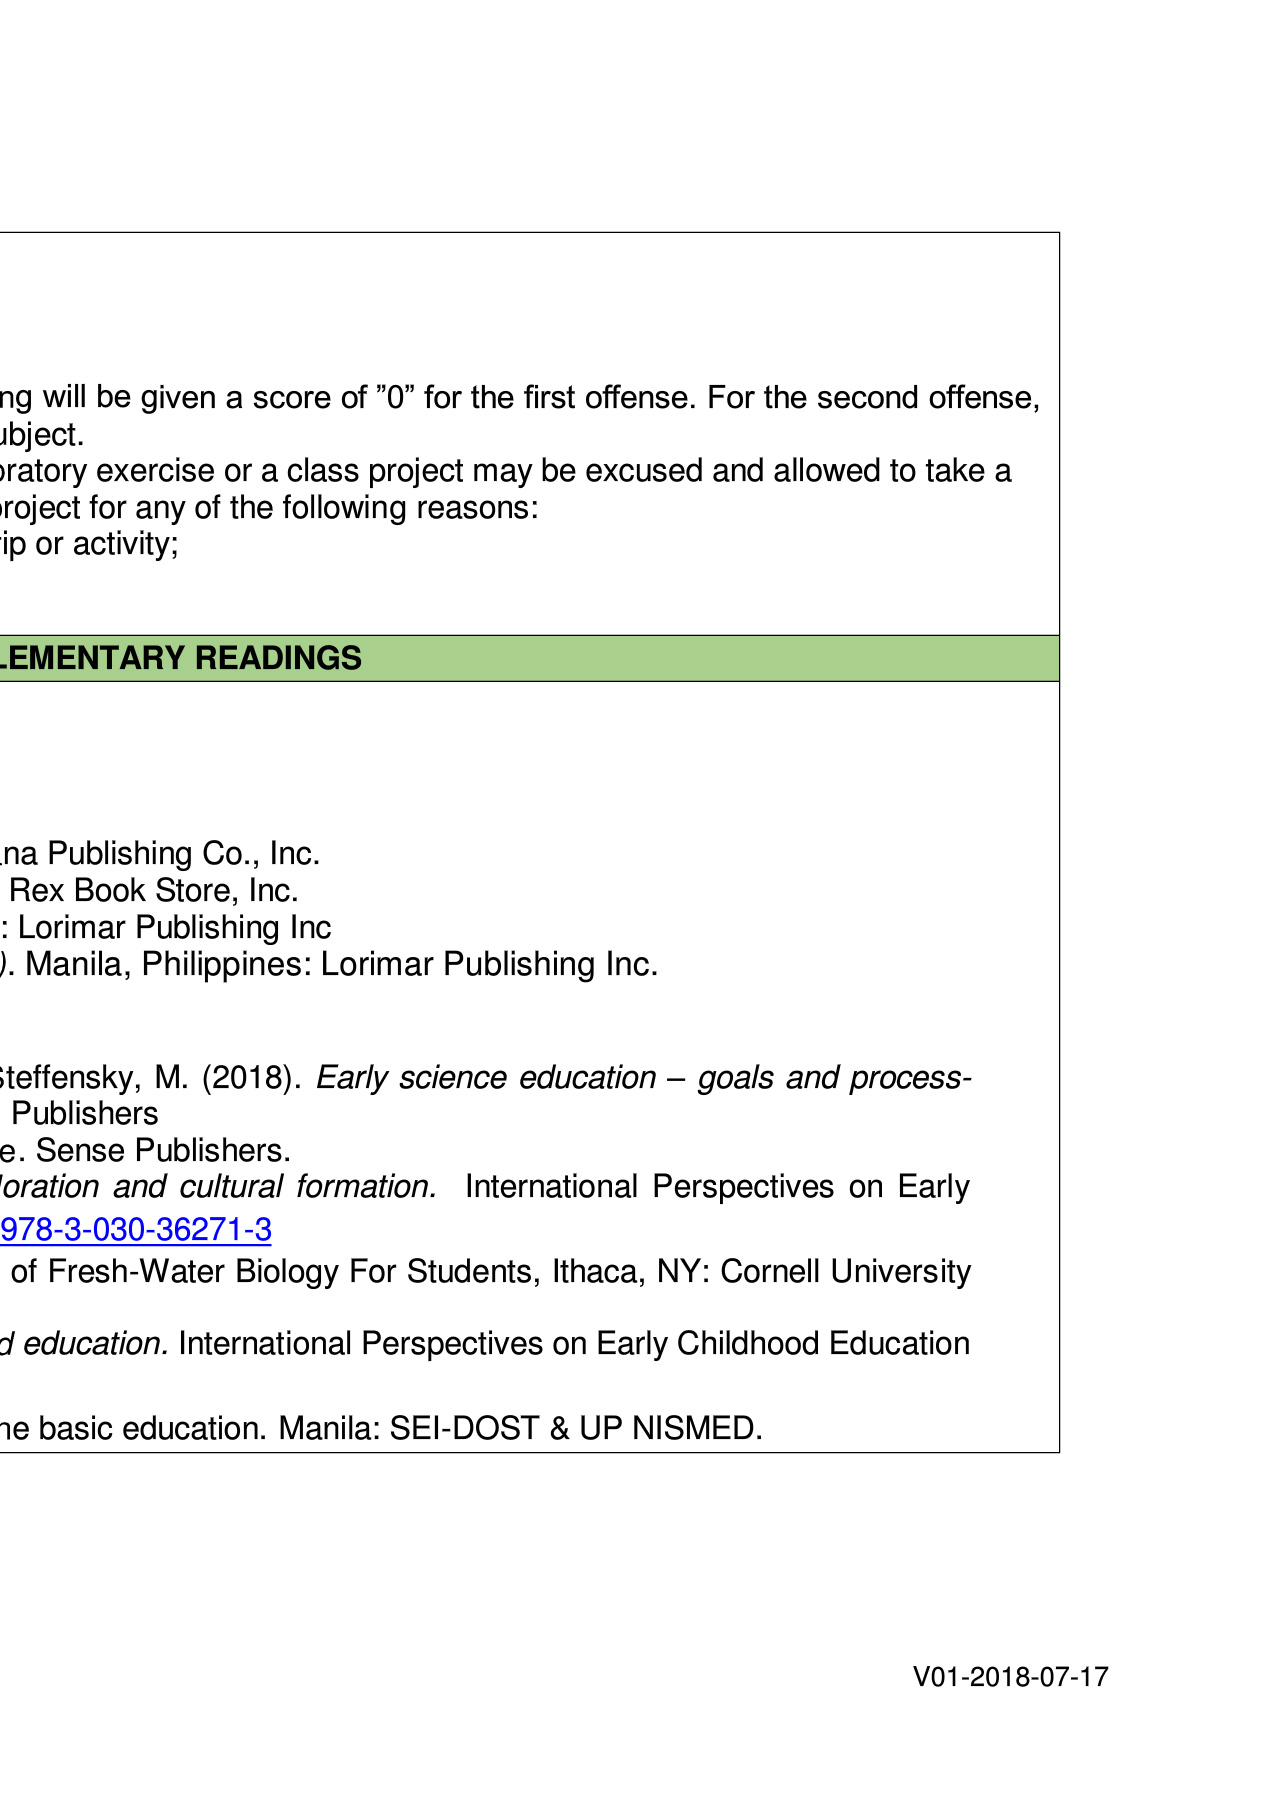 ng will be given a score of ”0” for the first offense. For the second offense,
ubject.
oratory exercise or a class project may be excused and allowed to take a
project for any of the following reasons:
rip or activity;
LEMENTARY READINGS
na Publishing Co., Inc.
Rex Book Store, Inc.
: Lorimar Publishing Inc
). Manila, Philippines: Lorimar Publishing Inc.
Steffensky, M. (2018). Early science education – goals and process-
Publishers
e. Sense Publishers.
loration and cultural formation. International Perspectives on Early
978-3-030-36271-3
of Fresh-Water Biology For Students, Ithaca, NY: Cornell University
d education. International Perspectives on Early Childhood Education
ne basic education. Manila: SEI-DOST & UP NISMED.
V01-2018-07-17